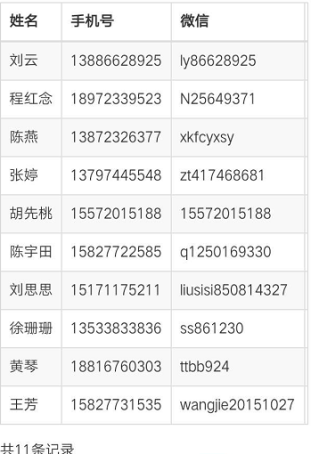 姓名 手机号 微信
刘云 13886628925 ly86628925
程红念 18972339523 N25649371
陈燕 13872326377 xkfcyxsy
张婷 13797445548 zt417468681
胡先桃 15572015188 15572015188
陈宇田 15827722585 q1250169330
刘思思 15171175211 liusisi850814327
徐珊珊 13533833836 ss861230
黄琴 18816760303 ttbb924
王芳 15827731535 wangjie20151027
共11条记录